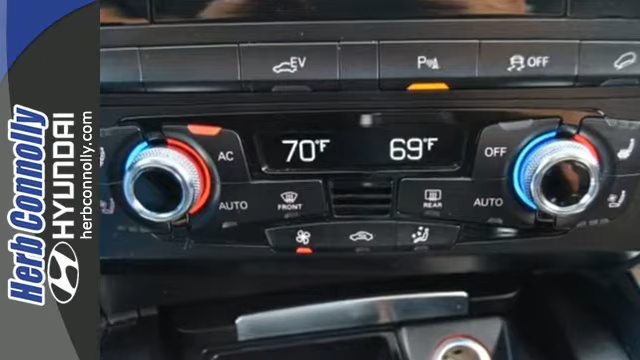 EV
P
OFF
70°F
69°F
AC
OFF
AUTO
FRONT
REAR
AUTO
Herb Connolly
HYUNDAI
herbconnolly.com